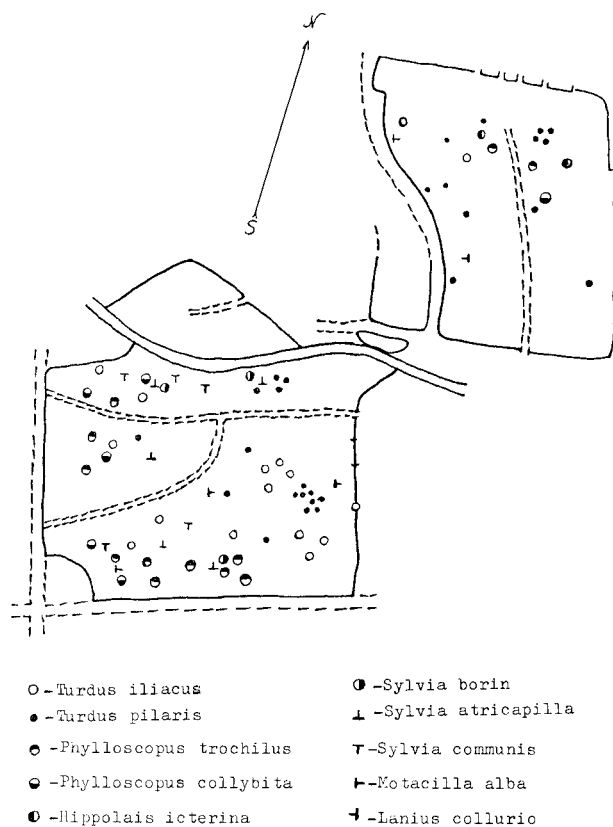 N
S
-Turdus iliacus
-Turdus pilaris
-Phylloscopus trochilus
-Phylloscopus collybita
-Hippolais icterina
-Sylvia borin
-Sylvia atricapilla
-Sylvia communis
-Motacilla alba
-Lanius collurio